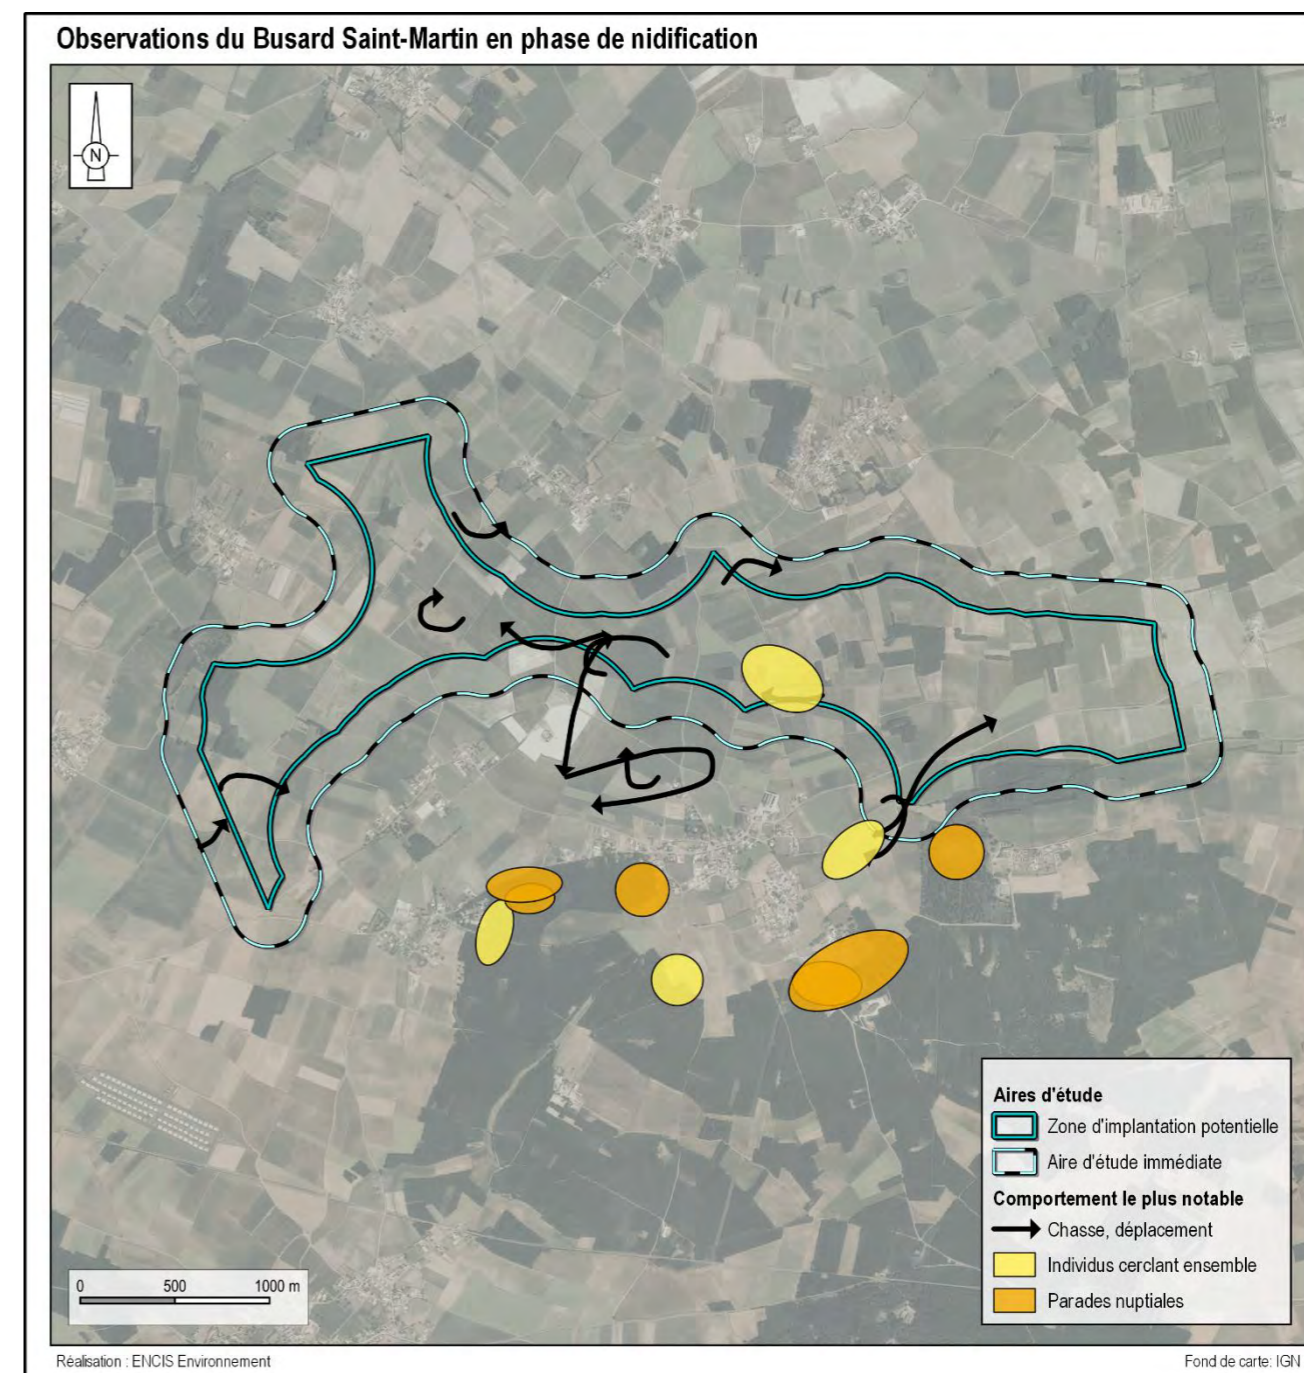 Observations du Busard Saint-Martin en phase de nidification
N
Aires d'étude
Zone d'implantation potentielle
Aire d'étude immédiate
Comportement le plus notable
Chasse, déplacement
Individus cerclant ensemble
Parades nuptiales
0 500 1000 m
Réalisation : ENCIS Environnement
Fond de carte: IGN